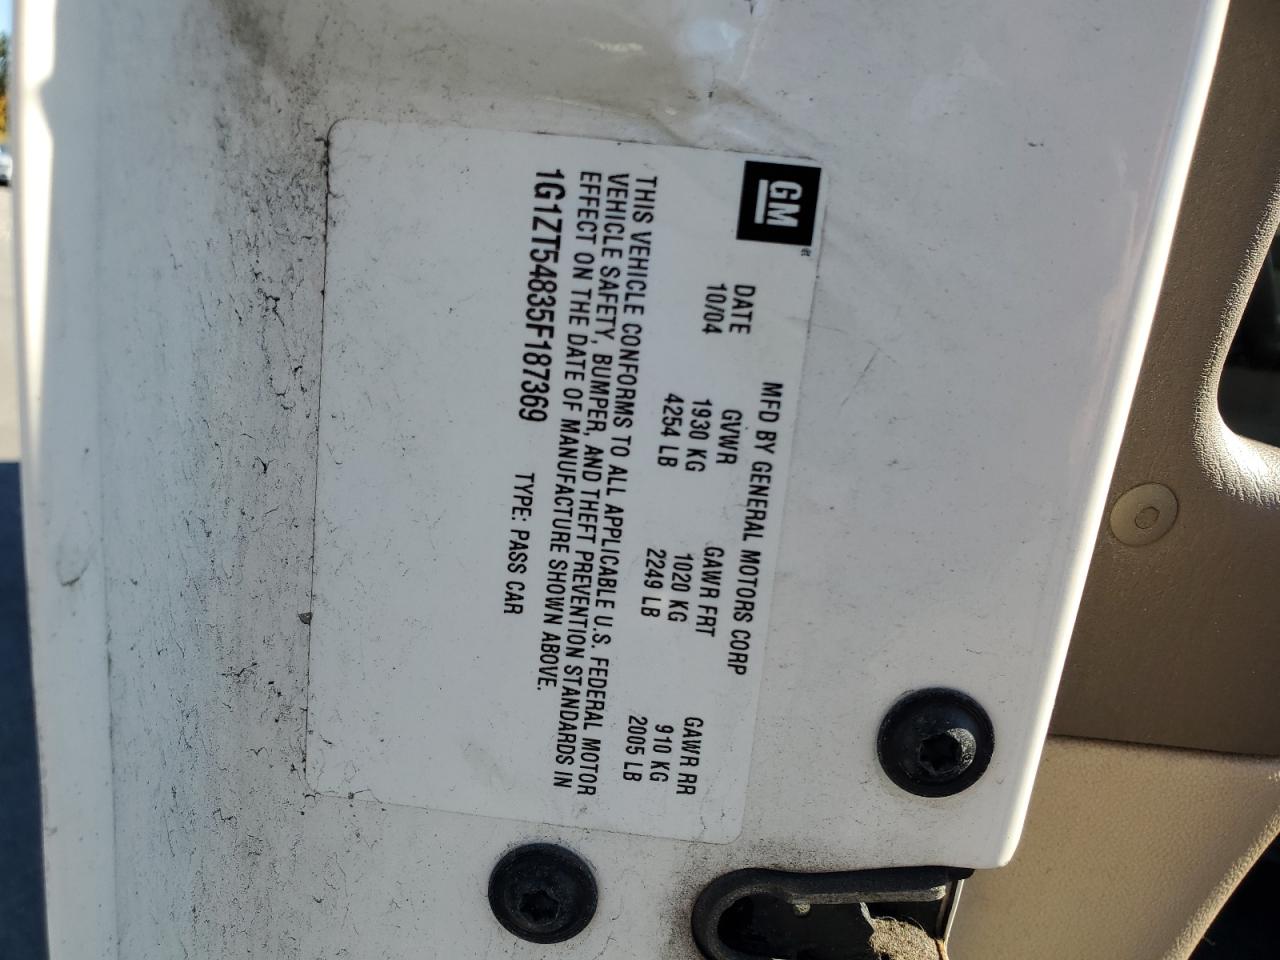 GM
MFD BY GENERAL MOTORS CORP
DATE GVWR GAWR FRT GAWR RR
10/04 1930 KG 1020 KG 910 KG
4254 LB 2249 LB 2005 LB
THIS VEHICLE CONFORMS TO ALL APPLICABLE U.S. FEDERAL MOTOR
VEHICLE SAFETY, BUMPER, AND THEFT PREVENTION STANDARDS IN
EFFECT ON THE DATE OF MANUFACTURE SHOWN ABOVE.
1G1ZT54835F187369 TYPE: PASS CAR